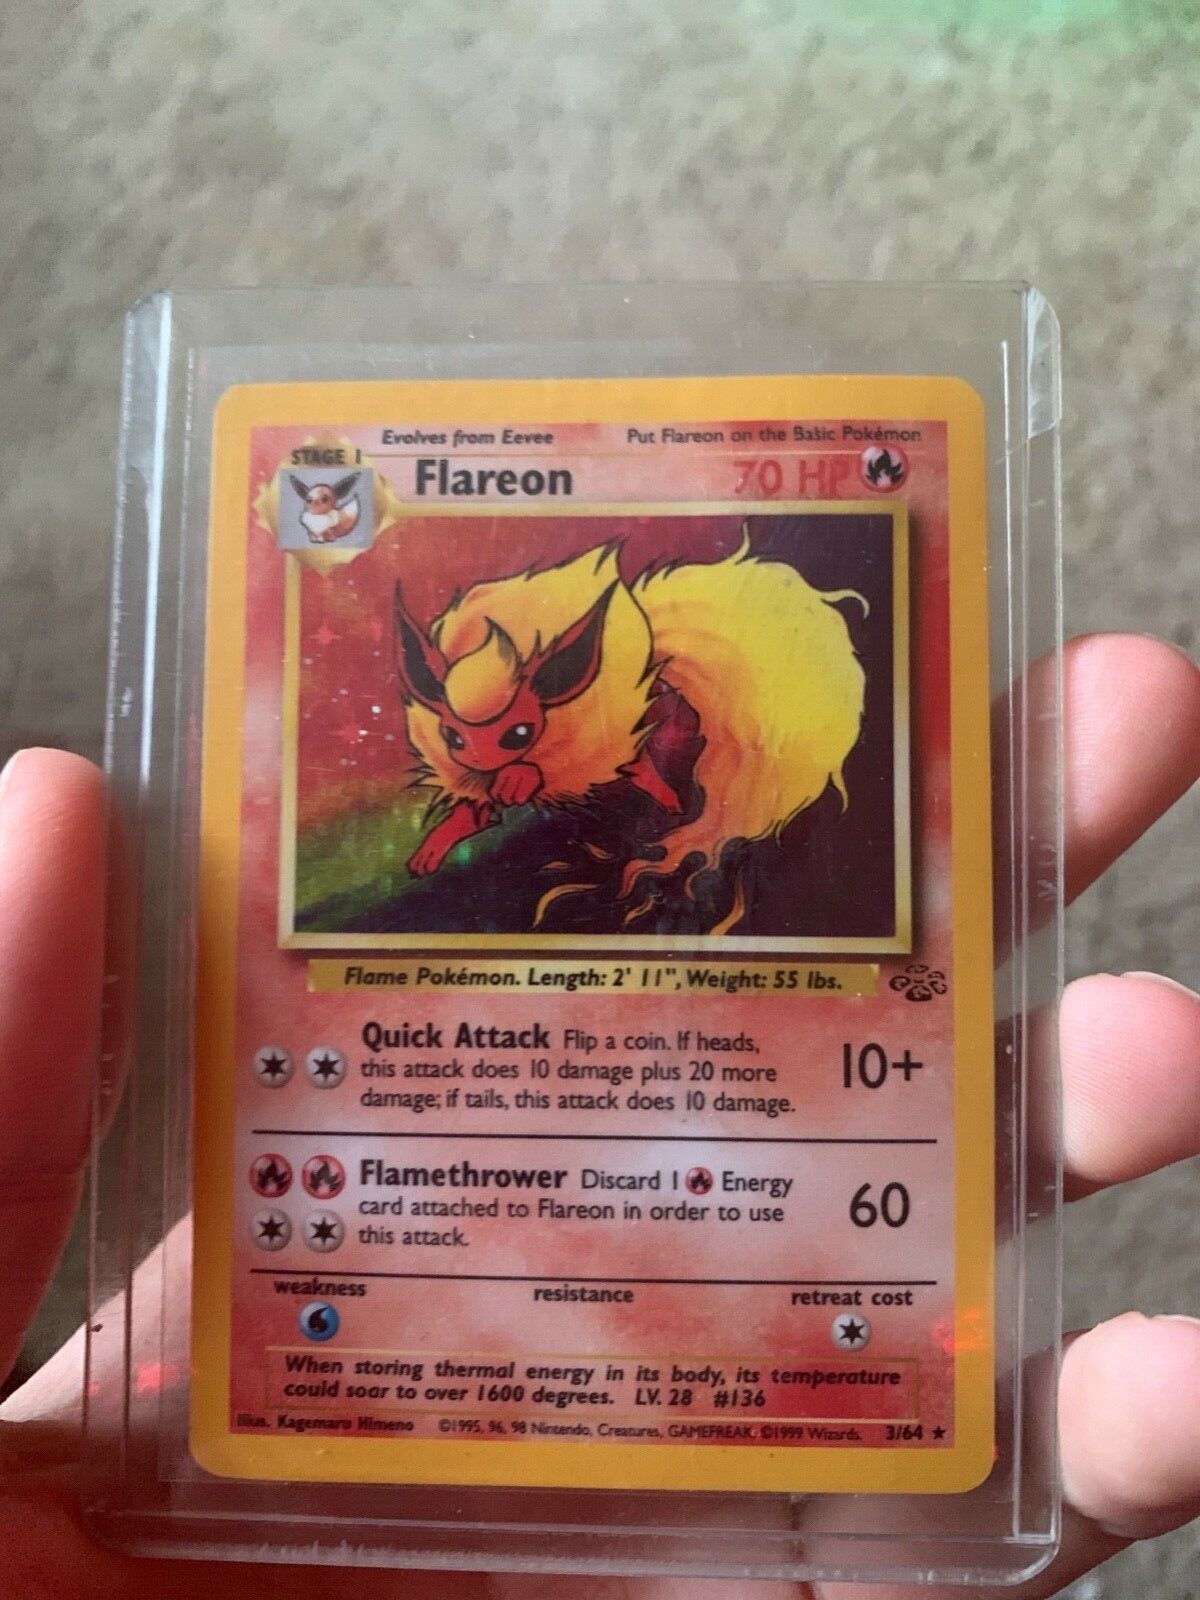 Evolves from Eevee Put Flareon on the Basic Pokémon
STAGE 1
Flareon 70 HP
Flame Pokémon. Length: 2' 11", Weight: 55 lbs.
Quick Attack Flip a coin. If heads,
this attack does 10 damage plus 20 more
damage; if tails, this attack does 10 damage.
10+
Flamethrower Discard 1 Energy
card attached to Flareon in order to use
this attack.
60
weakness resistance retreat cost
When storing thermal energy in its body, its temperature
could soar to over 1600 degrees. LV. 28 #136
Illus. Kagemaru Himeno ©1995, 96, 98 Nintendo, Creatures, GAMEFREAK. ©1999 Wizards. 3/64 ★